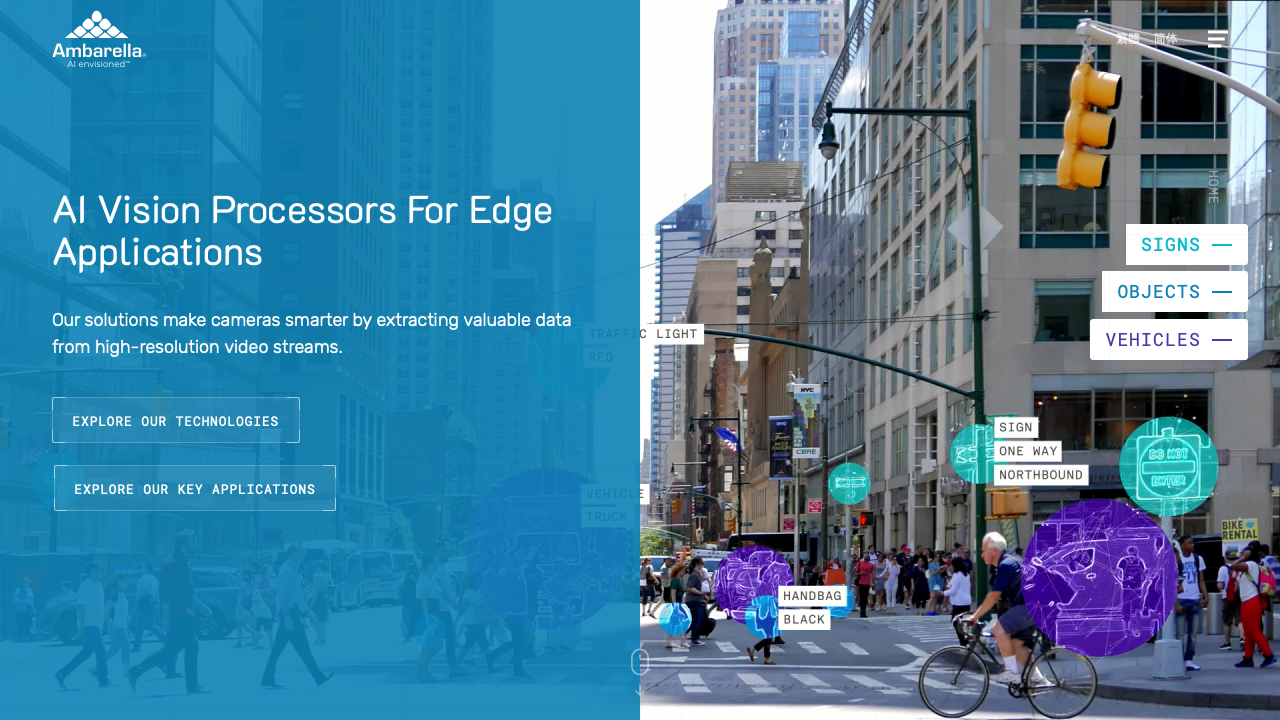 Ambarella
AI envisioned™
繁體 简体
HOME
AI Vision Processors For Edge
Applications
Our solutions make cameras smarter by extracting valuable data
from high-resolution video streams.
EXPLORE OUR TECHNOLOGIES
EXPLORE OUR KEY APPLICATIONS
SIGNS
OBJECTS
VEHICLES
TRAFFIC LIGHT
RED
NYC
CBRE
SIGN
ONE WAY
NORTHBOUND
DO NOT
ENTER
VEHICLE
TRUCK
BIKE
RENTAL
HANDBAG
BLACK